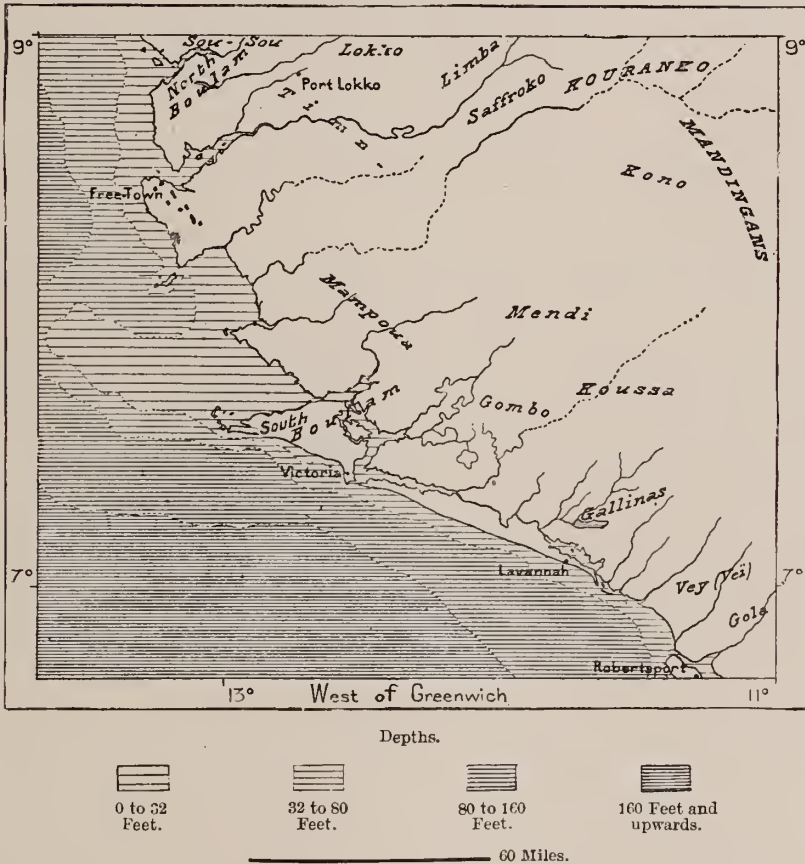 9°
Sou-Sou
Lokko
Limba
KOURANKO
9°
North
Boulam
Port Lokko
Saffroko
Timni
MANDINGANS
Kono
Free-Town
Mampoua
Mendi
Koussa
Gombo
South
Boulam
Victoria
Gallinas
7°
Lavannah
Vey (Veï)
7°
Gola
Robertsport
13°
West of Greenwich
11°
Depths.
0 to 32
Feet.
32 to 80
Feet.
80 to 160
Feet.
160 Feet and
upwards.
60 Miles.